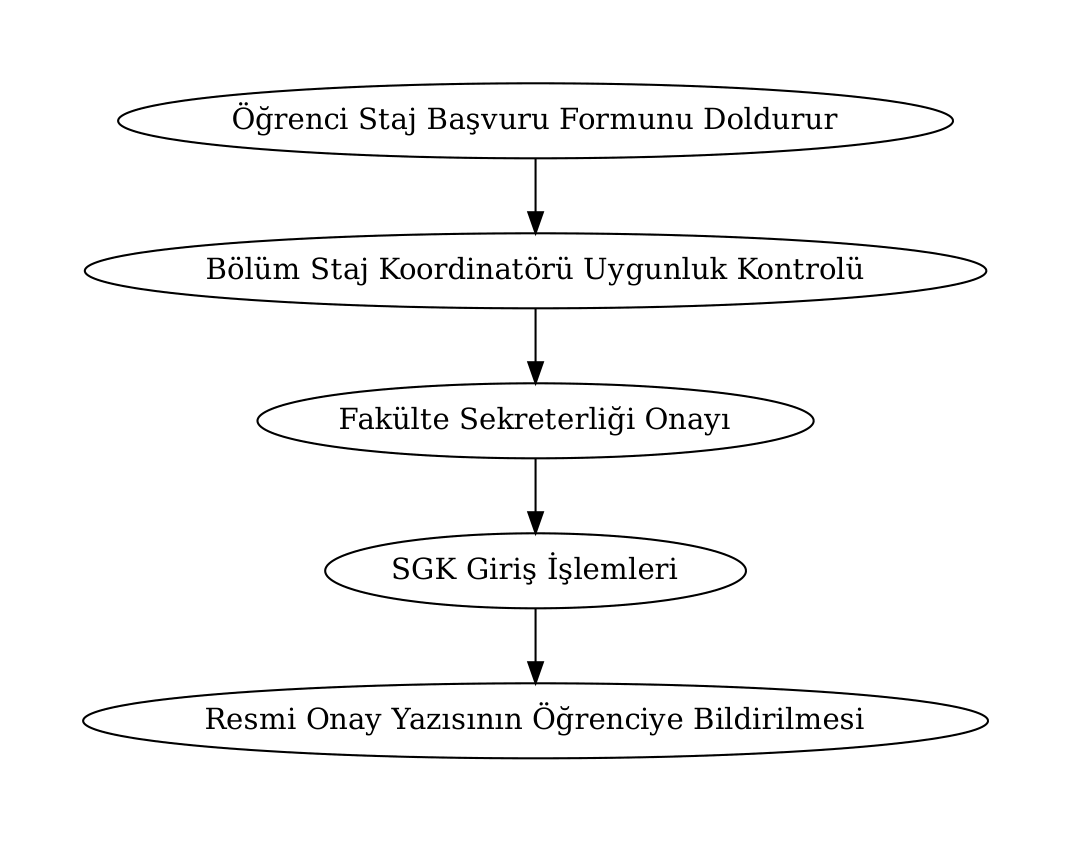 Öğrenci Staj Başvuru Formunu Doldurur
Bölüm Staj Koordinatörü Uygunluk Kontrolü
Fakülte Sekreterliği Onayı
SGK Giriş İşlemleri
Resmi Onay Yazısının Öğrenciye Bildirilmesi